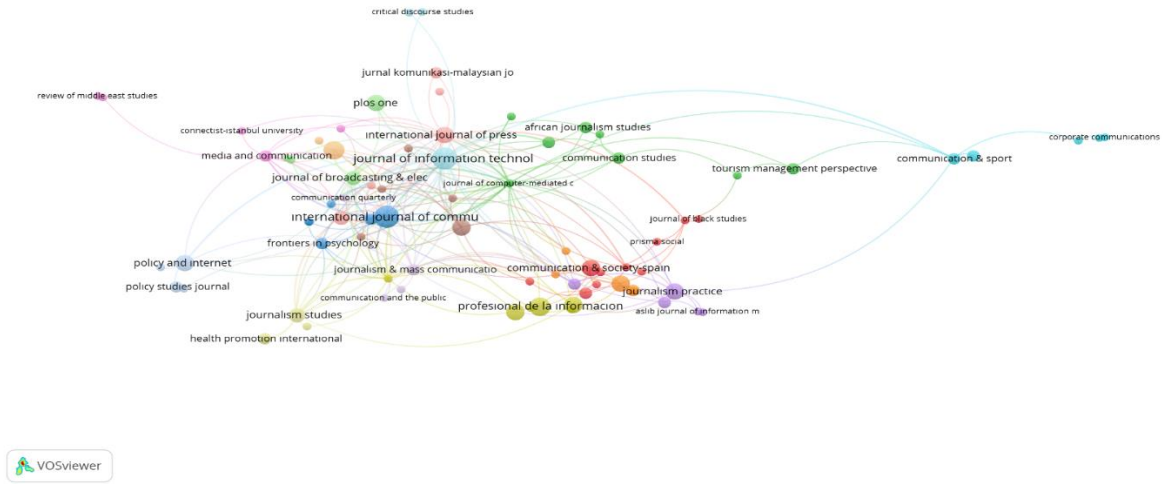 critical discourse studies
jurnal komunikasi-malaysian jo
review of middle east studies
plos one
connectist-istanbul university
international journal of press
african journalism studies
corporate communications
media and communication
journal of information technol
communication studies
communication & sport
tourism management perspective
journal of broadcasting & elec
journal of computer-mediated c
communication quarterly
international journal of commu
journal of black studies
frontiers in psychology
prisma social
policy and internet
journalism & mass communicatio
communication & society-spain
policy studies journal
communication and the public
journalism practice
profesional de la informacion
aslib journal of information m
journalism studies
health promotion international
VOSviewer